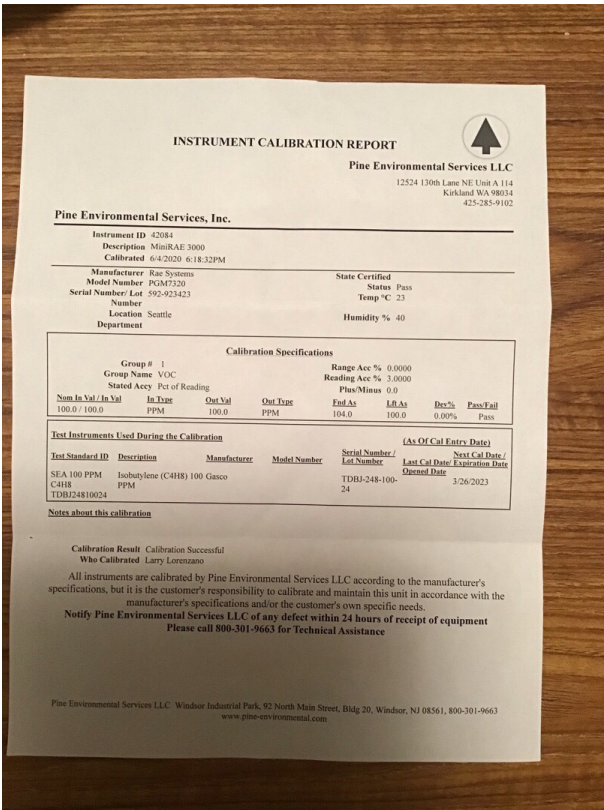 INSTRUMENT CALIBRATION REPORT
Pine Environmental Services LLC
12524 130th Lane NE Unit A 114
Kirkland WA 98034
425-285-9102
Pine Environmental Services, Inc.
Instrument ID 42084
Description MiniRAE 3000
Calibrated 6/4/2020 6:18:32PM
Manufacturer Rae Systems
Model Number PGM7320
Serial Number/ Lot Number 592-923423
Location Seattle
Department
State Certified
Status Pass
Temp °C 23
Humidity % 40
Calibration Specifications
Group # 1
Group Name VOC
Stated Accy Pct of Reading
Range Acc % 0.0000
Reading Acc % 3.0000
Plus/Minus 0.0
Nom In Val / In Val In Type Out Val Out Type Fnd As Lft As Dev% Pass/Fail
100.0 / 100.0 PPM 100.0 PPM 104.0 100.0 0.00% Pass
Test Instruments Used During the Calibration (As Of Cal Entry Date)
Test Standard ID Description Manufacturer Model Number Serial Number / Lot Number Last Cal Date/ Opened Date Next Cal Date / Expiration Date
SEA 100 PPM C4H8 TDBJ24810024 Isobutylene (C4H8) 100 PPM Gasco TDBJ-248-100-24 3/26/2023
Notes about this calibration
Calibration Result Calibration Successful
Who Calibrated Larry Lorenzano
All instruments are calibrated by Pine Environmental Services LLC according to the manufacturer's
specifications, but it is the customer's responsibility to calibrate and maintain this unit in accordance with the
manufacturer's specifications and/or the customer's own specific needs.
Notify Pine Environmental Services LLC of any defect within 24 hours of receipt of equipment
Please call 800-301-9663 for Technical Assistance
Pine Environmental Services LLC Windsor Industrial Park, 92 North Main Street, Bldg 20, Windsor, NJ 08561, 800-301-9663
www.pine-environmental.com